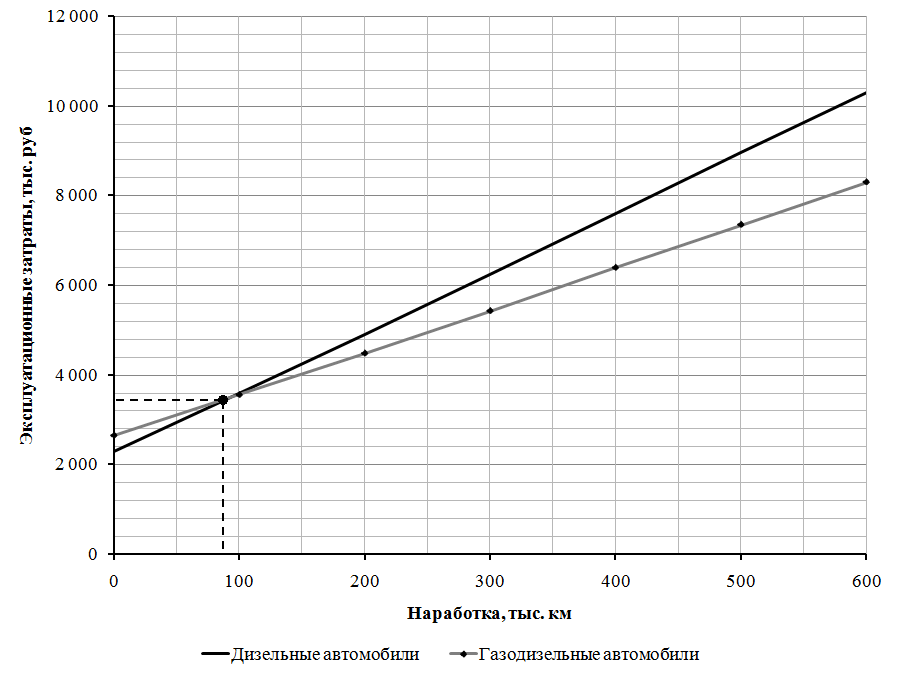 12 000
10 000
8 000
6 000
4 000
2 000
0
Эксплуатационные затраты, тыс. руб
0 100 200 300 400 500 600
Наработка, тыс. км
Дизельные автомобили Газодизельные автомобили